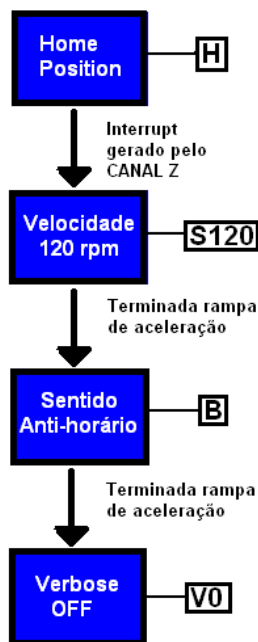 Home
Position
H
Interrupt
gerado pelo
CANAL Z
Velocidade
120 rpm
S120
Terminada rampa
de aceleração
Sentido
Anti-horário
B
Terminada rampa
de aceleração
Verbose
OFF
V0